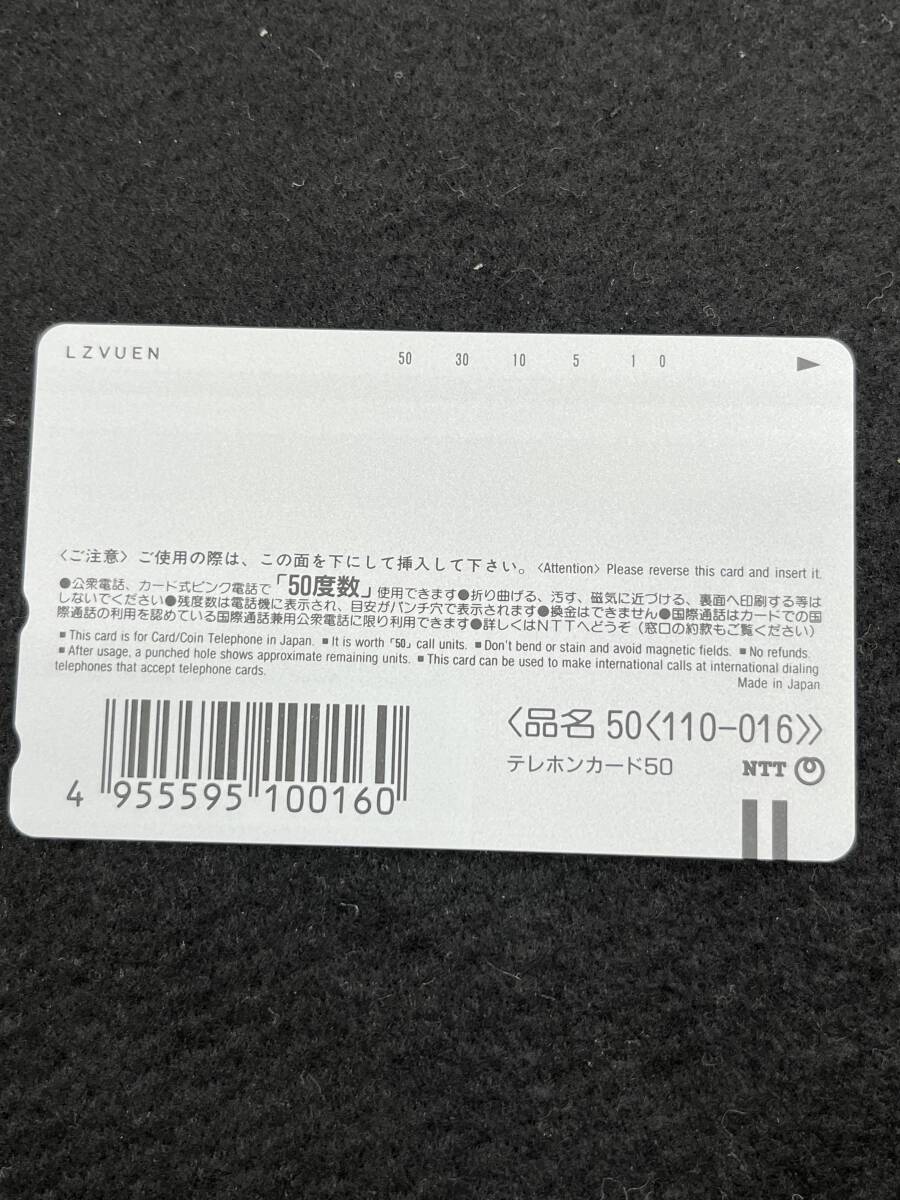 LZVUEN 50 30 10 5 1 0
〈ご注意〉ご使用の際は、この面を下にして挿入して下さい。〈Attention〉Please reverse this card and insert it.
●公衆電話、カード式ピンク電話で「50度数」使用できます●折り曲げる、汚す、磁気に近づける、裏面へ印刷する等は
しないでください●残度数は電話機に表示され、目安がパンチ穴で表示されます●換金はできません●国際通話はカードでの国
際通話の利用を認めている国際通話兼用公衆電話に限り利用できます●詳しくはNTTへどうぞ（窓口の約款もご覧ください）
■ This card is for Card/Coin Telephone in Japan. ■ It is worth「50」call units. ■ Don't bend or stain and avoid magnetic fields. ■ No refunds.
■ After usage, a punched hole shows approximate remaining units. ■ This card can be used to make international calls at international dialing
telephones that accept telephone cards.
Made in Japan
〈品名 50〈110-016〉〉
テレホンカード50 NTT
4 955595 100160